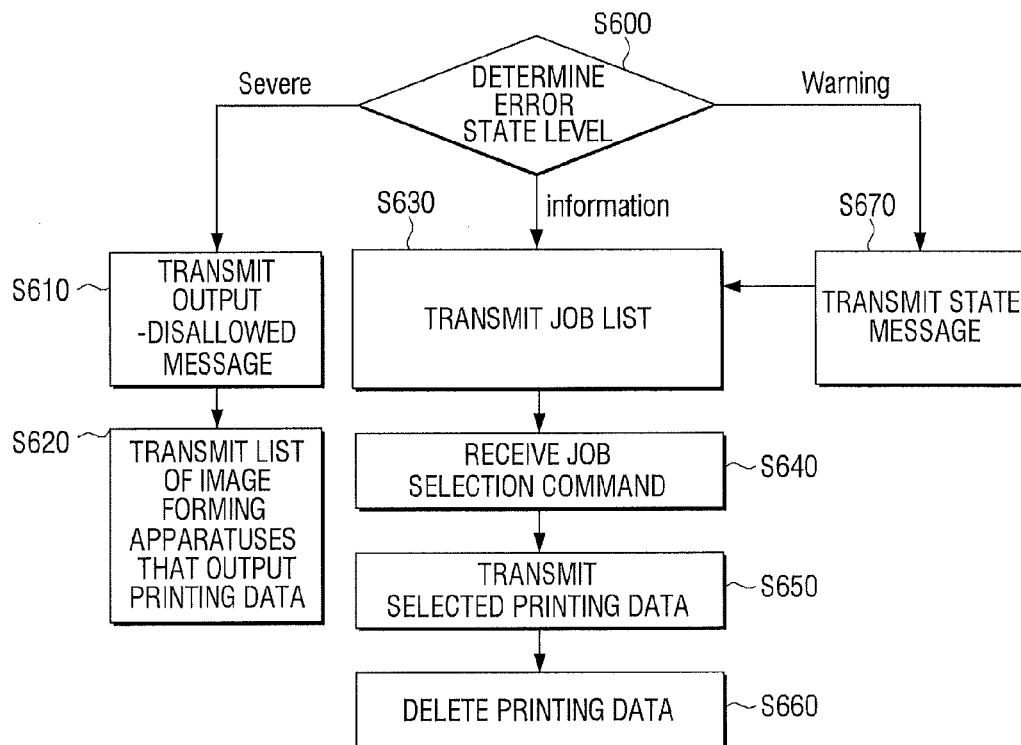 S600
DETERMINE
ERROR
STATE LEVEL
Severe
Warning
information
S610
TRANSMIT
OUTPUT
-DISALLOWED
MESSAGE
S620
TRANSMIT LIST
OF IMAGE
FORMING
APPARATUSES
THAT OUTPUT
PRINTING DATA
S630
TRANSMIT JOB LIST
S670
TRANSMIT STATE
MESSAGE
RECEIVE JOB
SELECTION COMMAND
S640
TRANSMIT
SELECTED PRINTING DATA
S650
DELETE PRINTING DATA
S660